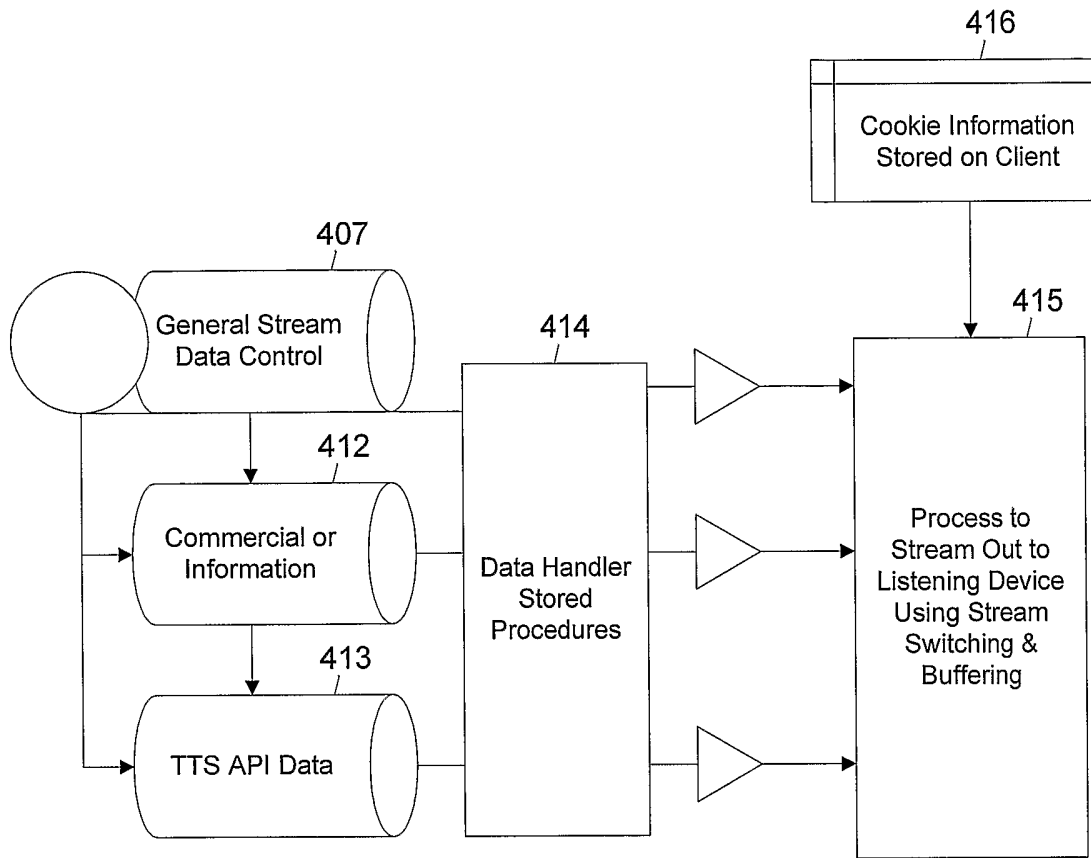 416
Cookie Information
Stored on Client
407
General Stream
Data Control
414
415
412
Commercial or
Information
Data Handler
Stored
Procedures
Process to
Stream Out to
Listening Device
Using Stream
Switching &
Buffering
413
TTS API Data